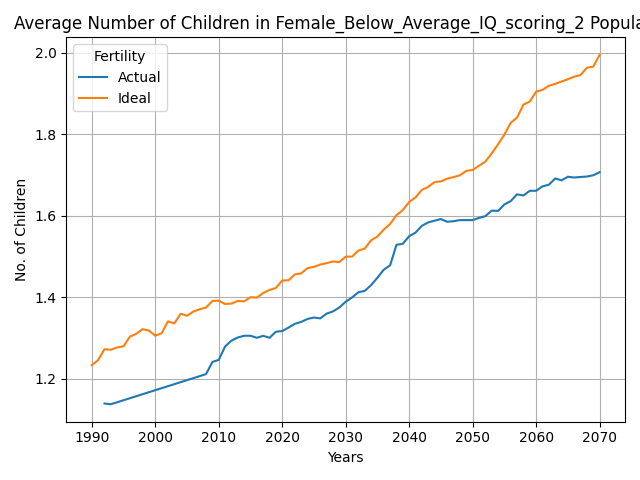 Average Number of Children in Female_Below_Average_IQ_scoring_2 Popula
Fertility
Actual
Ideal
No. of Children
2.0
1.8
1.6
1.4
1.2
1990 2000 2010 2020 2030 2040 2050 2060 2070
Years